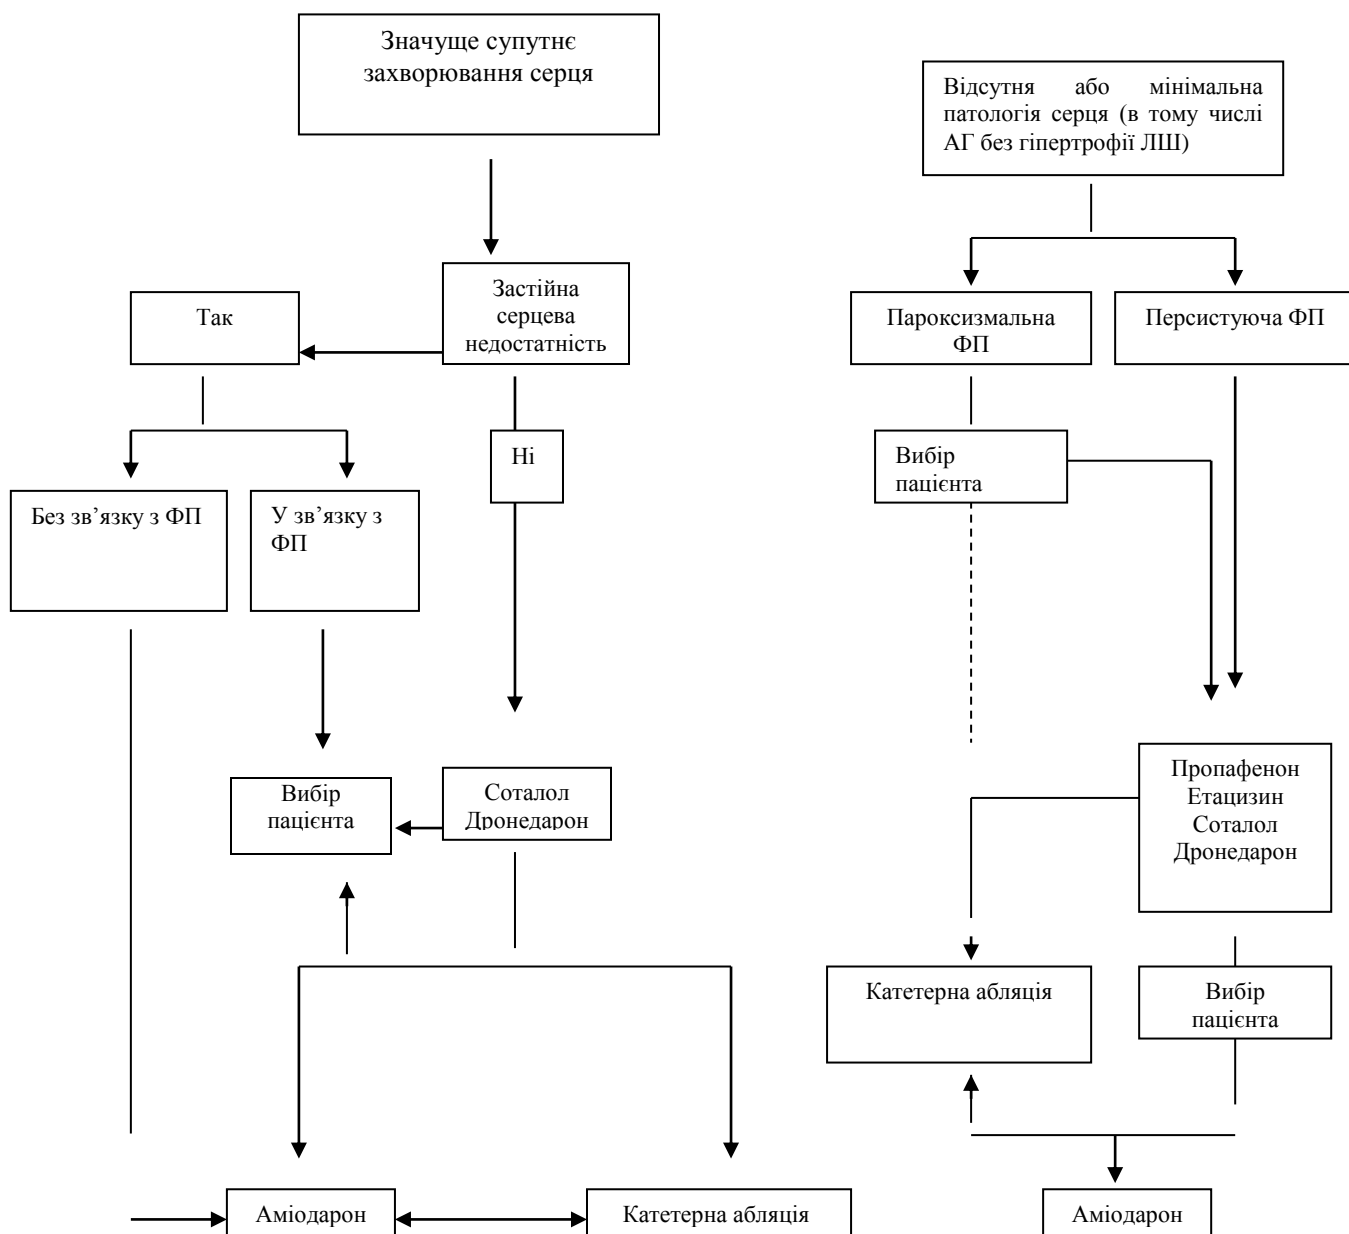 Значуще супутнє
захворювання серця
Відсутня або мінімальна
патологія серця (в тому числі
АГ без гіпертрофії ЛШ)
Так
Застійна
серцева
недостатність
Пароксизмальна
ФП
Персистуюча ФП
Ні
Вибір
пацієнта
Без зв’язку з ФП
У зв’язку з
ФП
Вибір
пацієнта
Соталол
Дронедарон
Пропафенон
Етацизин
Соталол
Дронедарон
Катетерна абляція
Вибір
пацієнта
Аміодарон
Катетерна абляція
Аміодарон